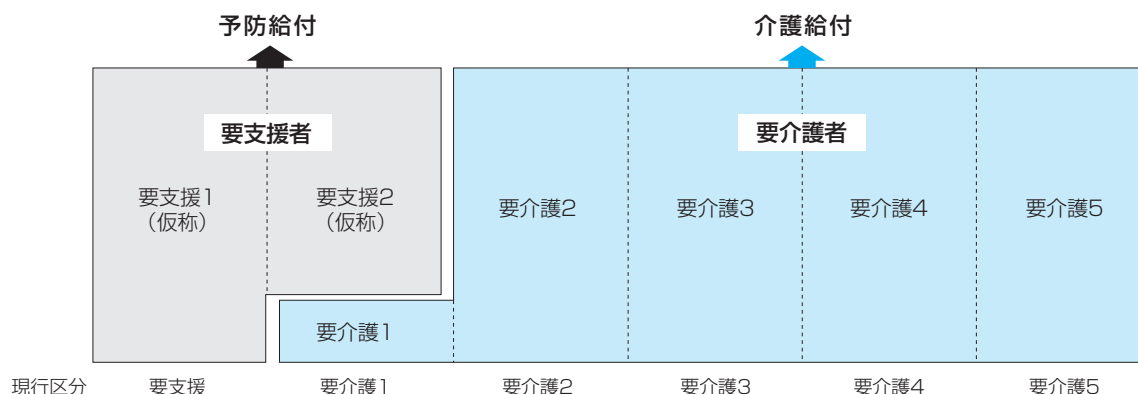 予防給付
介護給付
要支援者
要介護者
要支援1
（仮称）
要支援2
（仮称）
要介護2
要介護3
要介護4
要介護5
要介護1
現行区分 要支援 要介護1 要介護2 要介護3 要介護4 要介護5